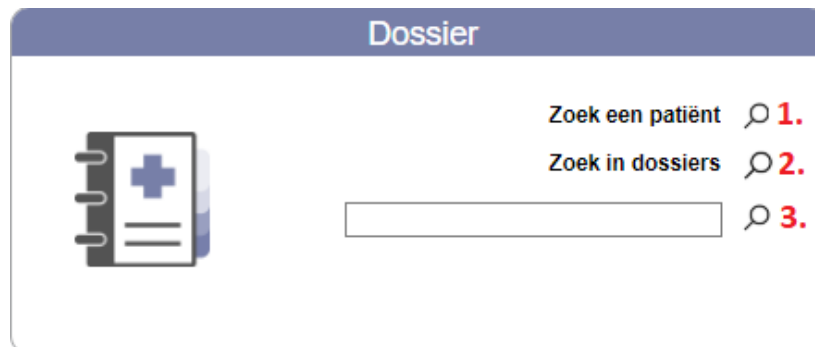 Dossier
Zoek een patiënt 1.
Zoek in dossiers 2.
3.